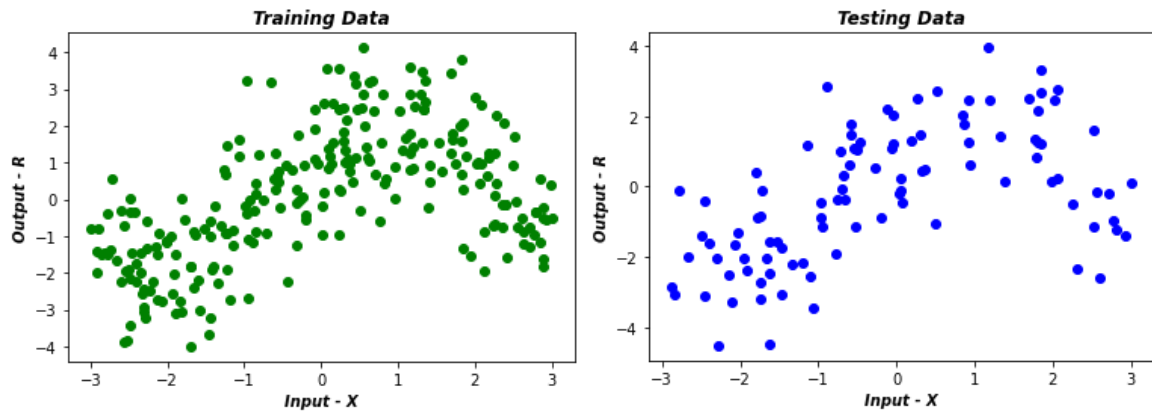 Training Data
4
3
2
1
0
−1
−2
−3
−4
Output - R
−3 −2 −1 0 1 2 3
Input - X
Testing Data
4
2
0
−2
−4
Output - R
−3 −2 −1 0 1 2 3
Input - X